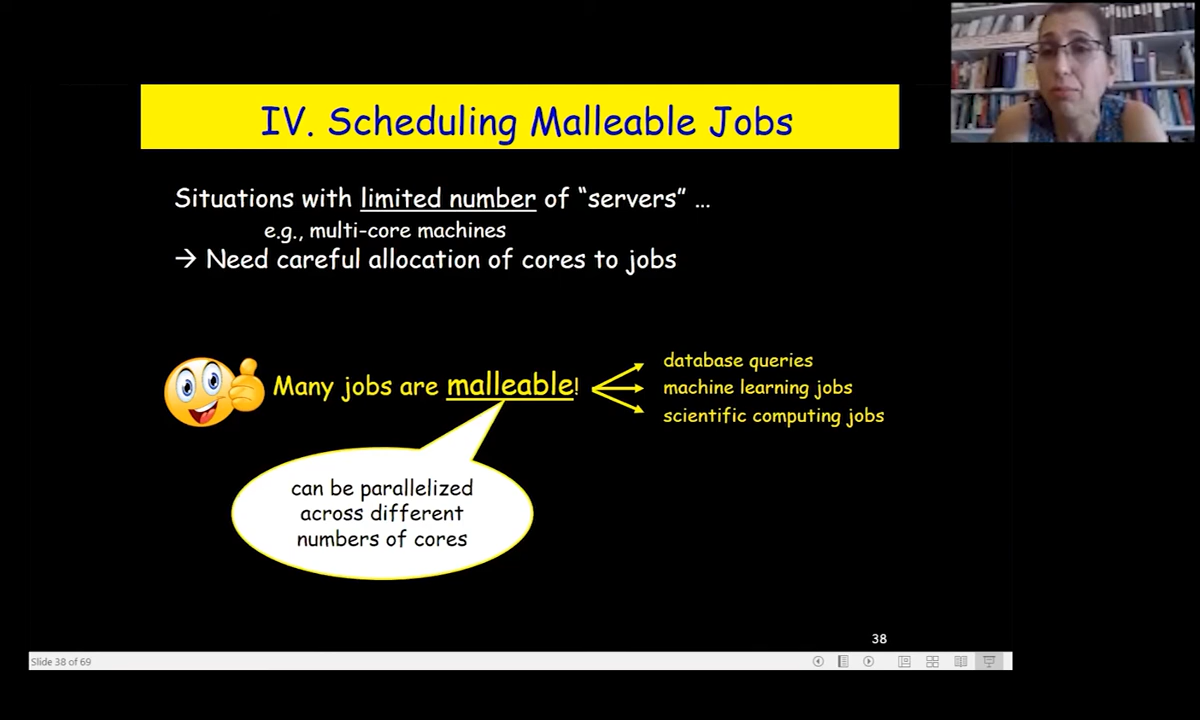 IV. Scheduling Malleable Jobs
Situations with limited number of “servers” …
e.g., multi-core machines
→ Need careful allocation of cores to jobs
Many jobs are malleable!
database queries
machine learning jobs
scientific computing jobs
can be parallelized
across different
numbers of cores
38
Slide 38 of 69